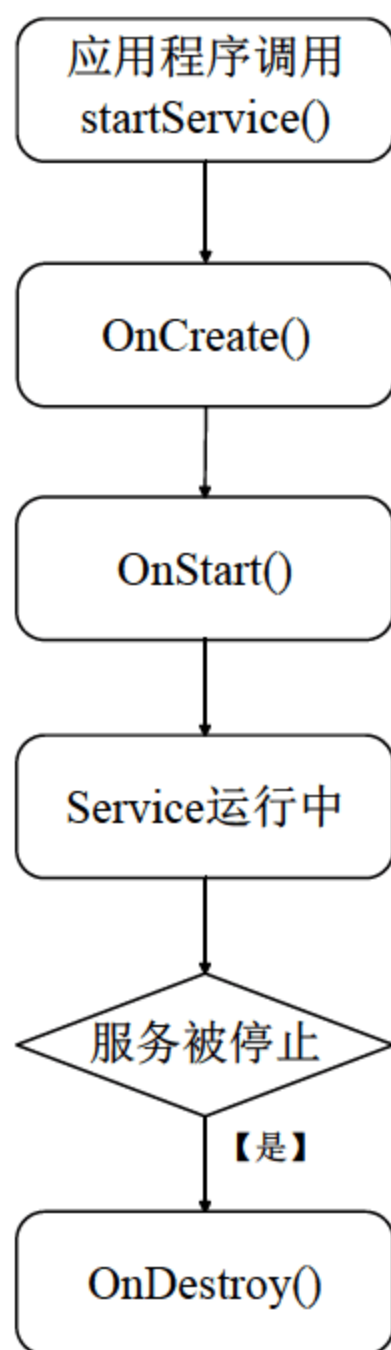 应用程序调用
startService()
OnCreate()
OnStart()
Service运行中
服务被停止
【是】
OnDestroy()